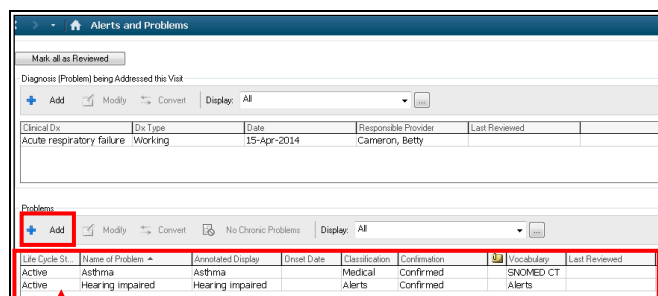 Alerts and Problems
Mark all as Reviewed
Diagnosis (Problem) being Addressed this Visit
Add Modify Convert Display: All ...
Clinical Dx Dx Type Date Responsible Provider Last Reviewed
Acute respiratory failure Working 15-Apr-2014 Cameron, Betty
Problems
Add Modify Convert No Chronic Problems Display: All ...
Life Cycle St... Name of Problem Annotated Display Onset Date Classification Confirmation Vocabulary Last Reviewed
Active Asthma Asthma Medical Confirmed SNOMED CT
Active Hearing impaired Hearing impaired Alerts Confirmed Alerts